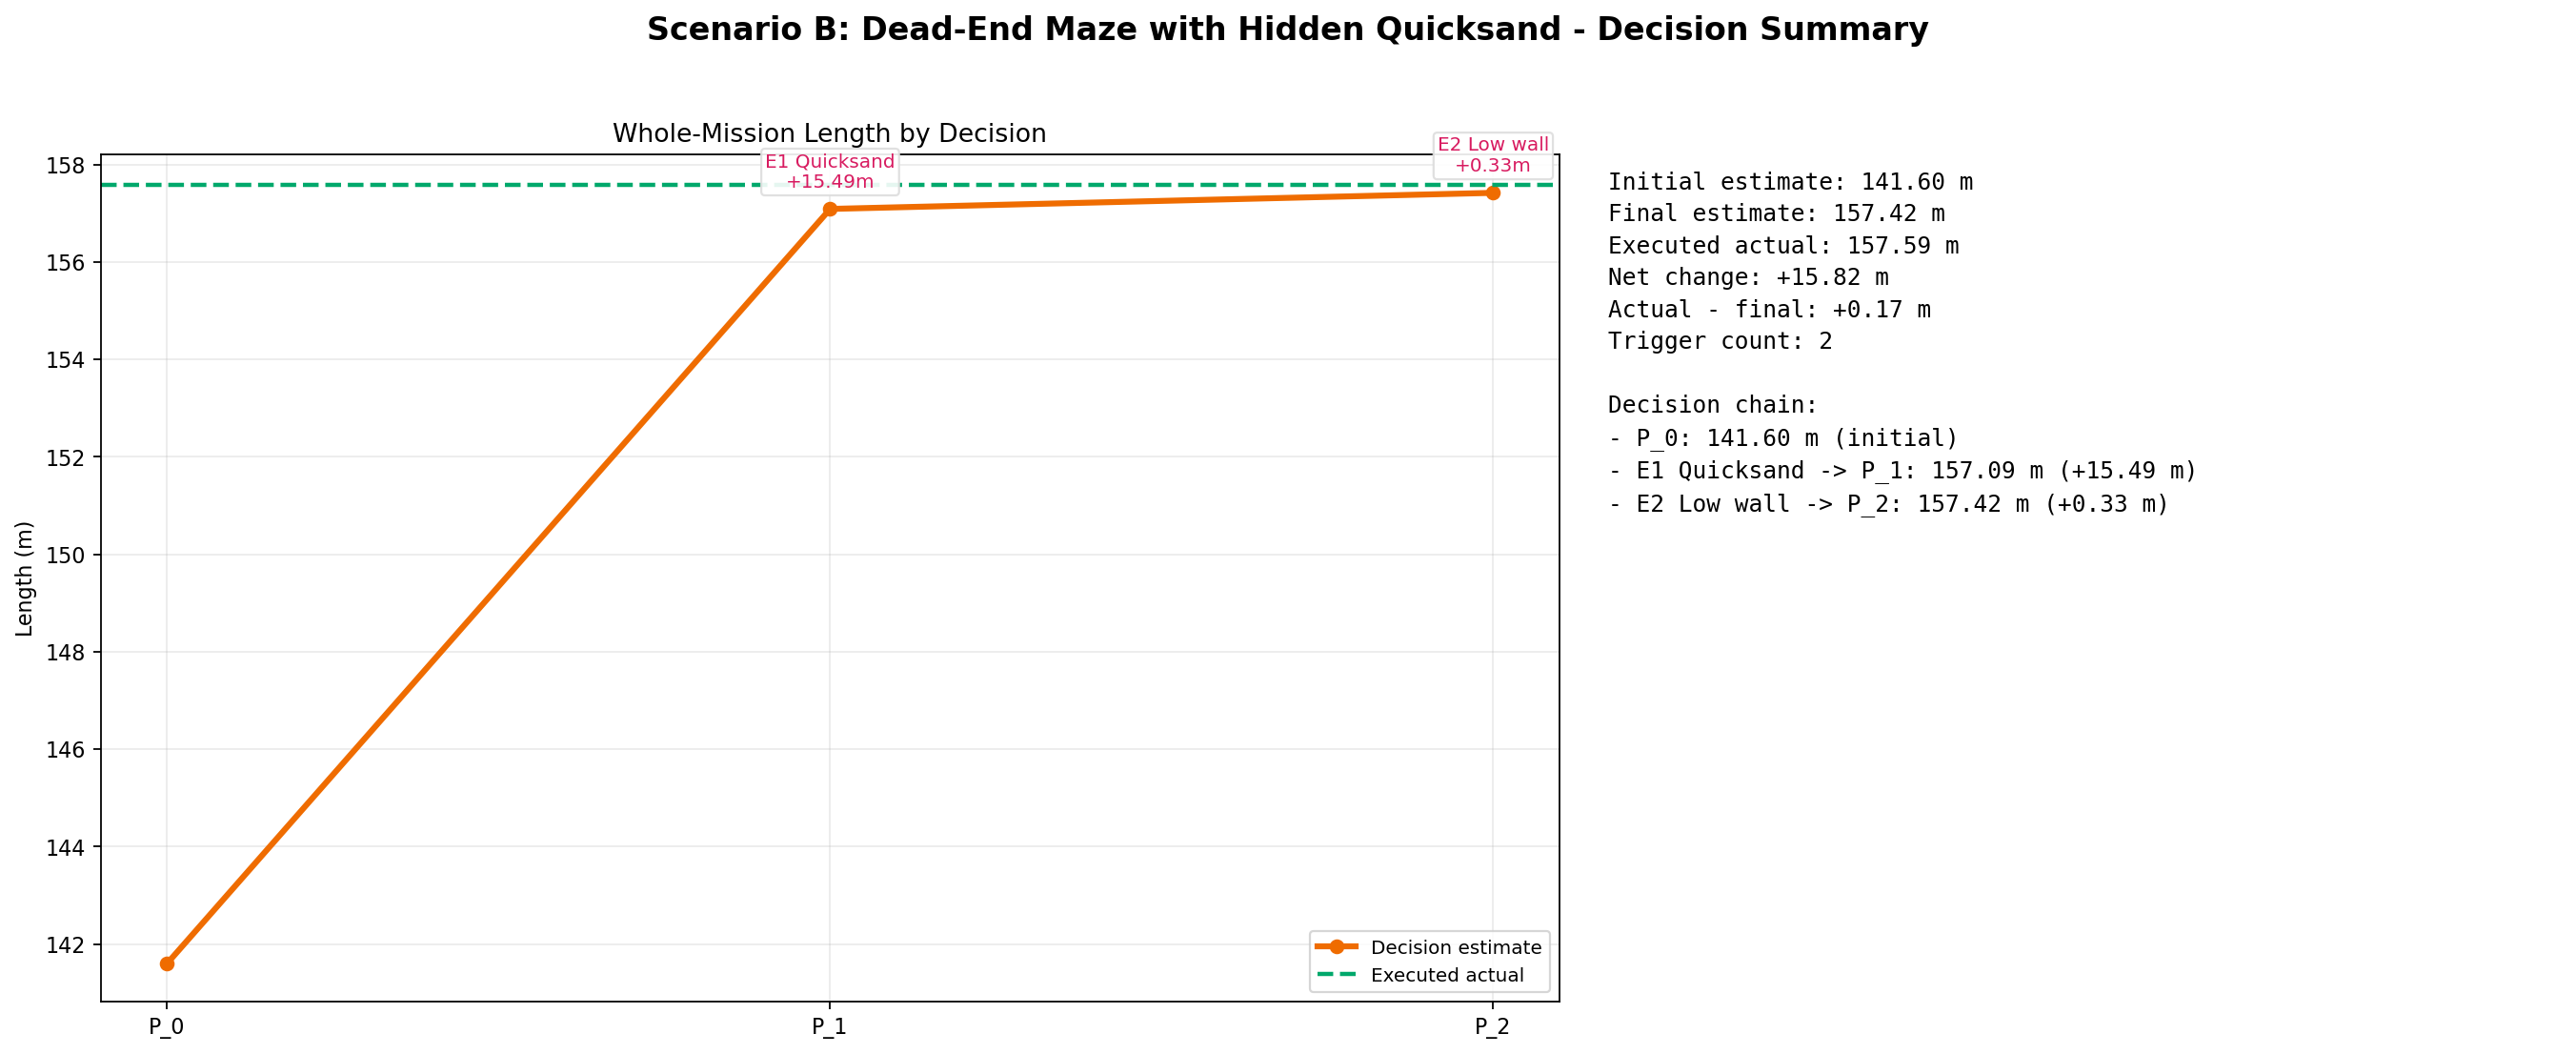 Scenario B: Dead-End Maze with Hidden Quicksand - Decision Summary
Whole-Mission Length by Decision
E1 Quicksand
+15.49m
E2 Low wall
+0.33m
158
156
154
152
150
148
146
144
142
Length (m)
P_0
P_1
P_2
Decision estimate
Executed actual
Initial estimate: 141.60 m
Final estimate: 157.42 m
Executed actual: 157.59 m
Net change: +15.82 m
Actual - final: +0.17 m
Trigger count: 2
Decision chain:
- P_0: 141.60 m (initial)
- E1 Quicksand -> P_1: 157.09 m (+15.49 m)
- E2 Low wall -> P_2: 157.42 m (+0.33 m)